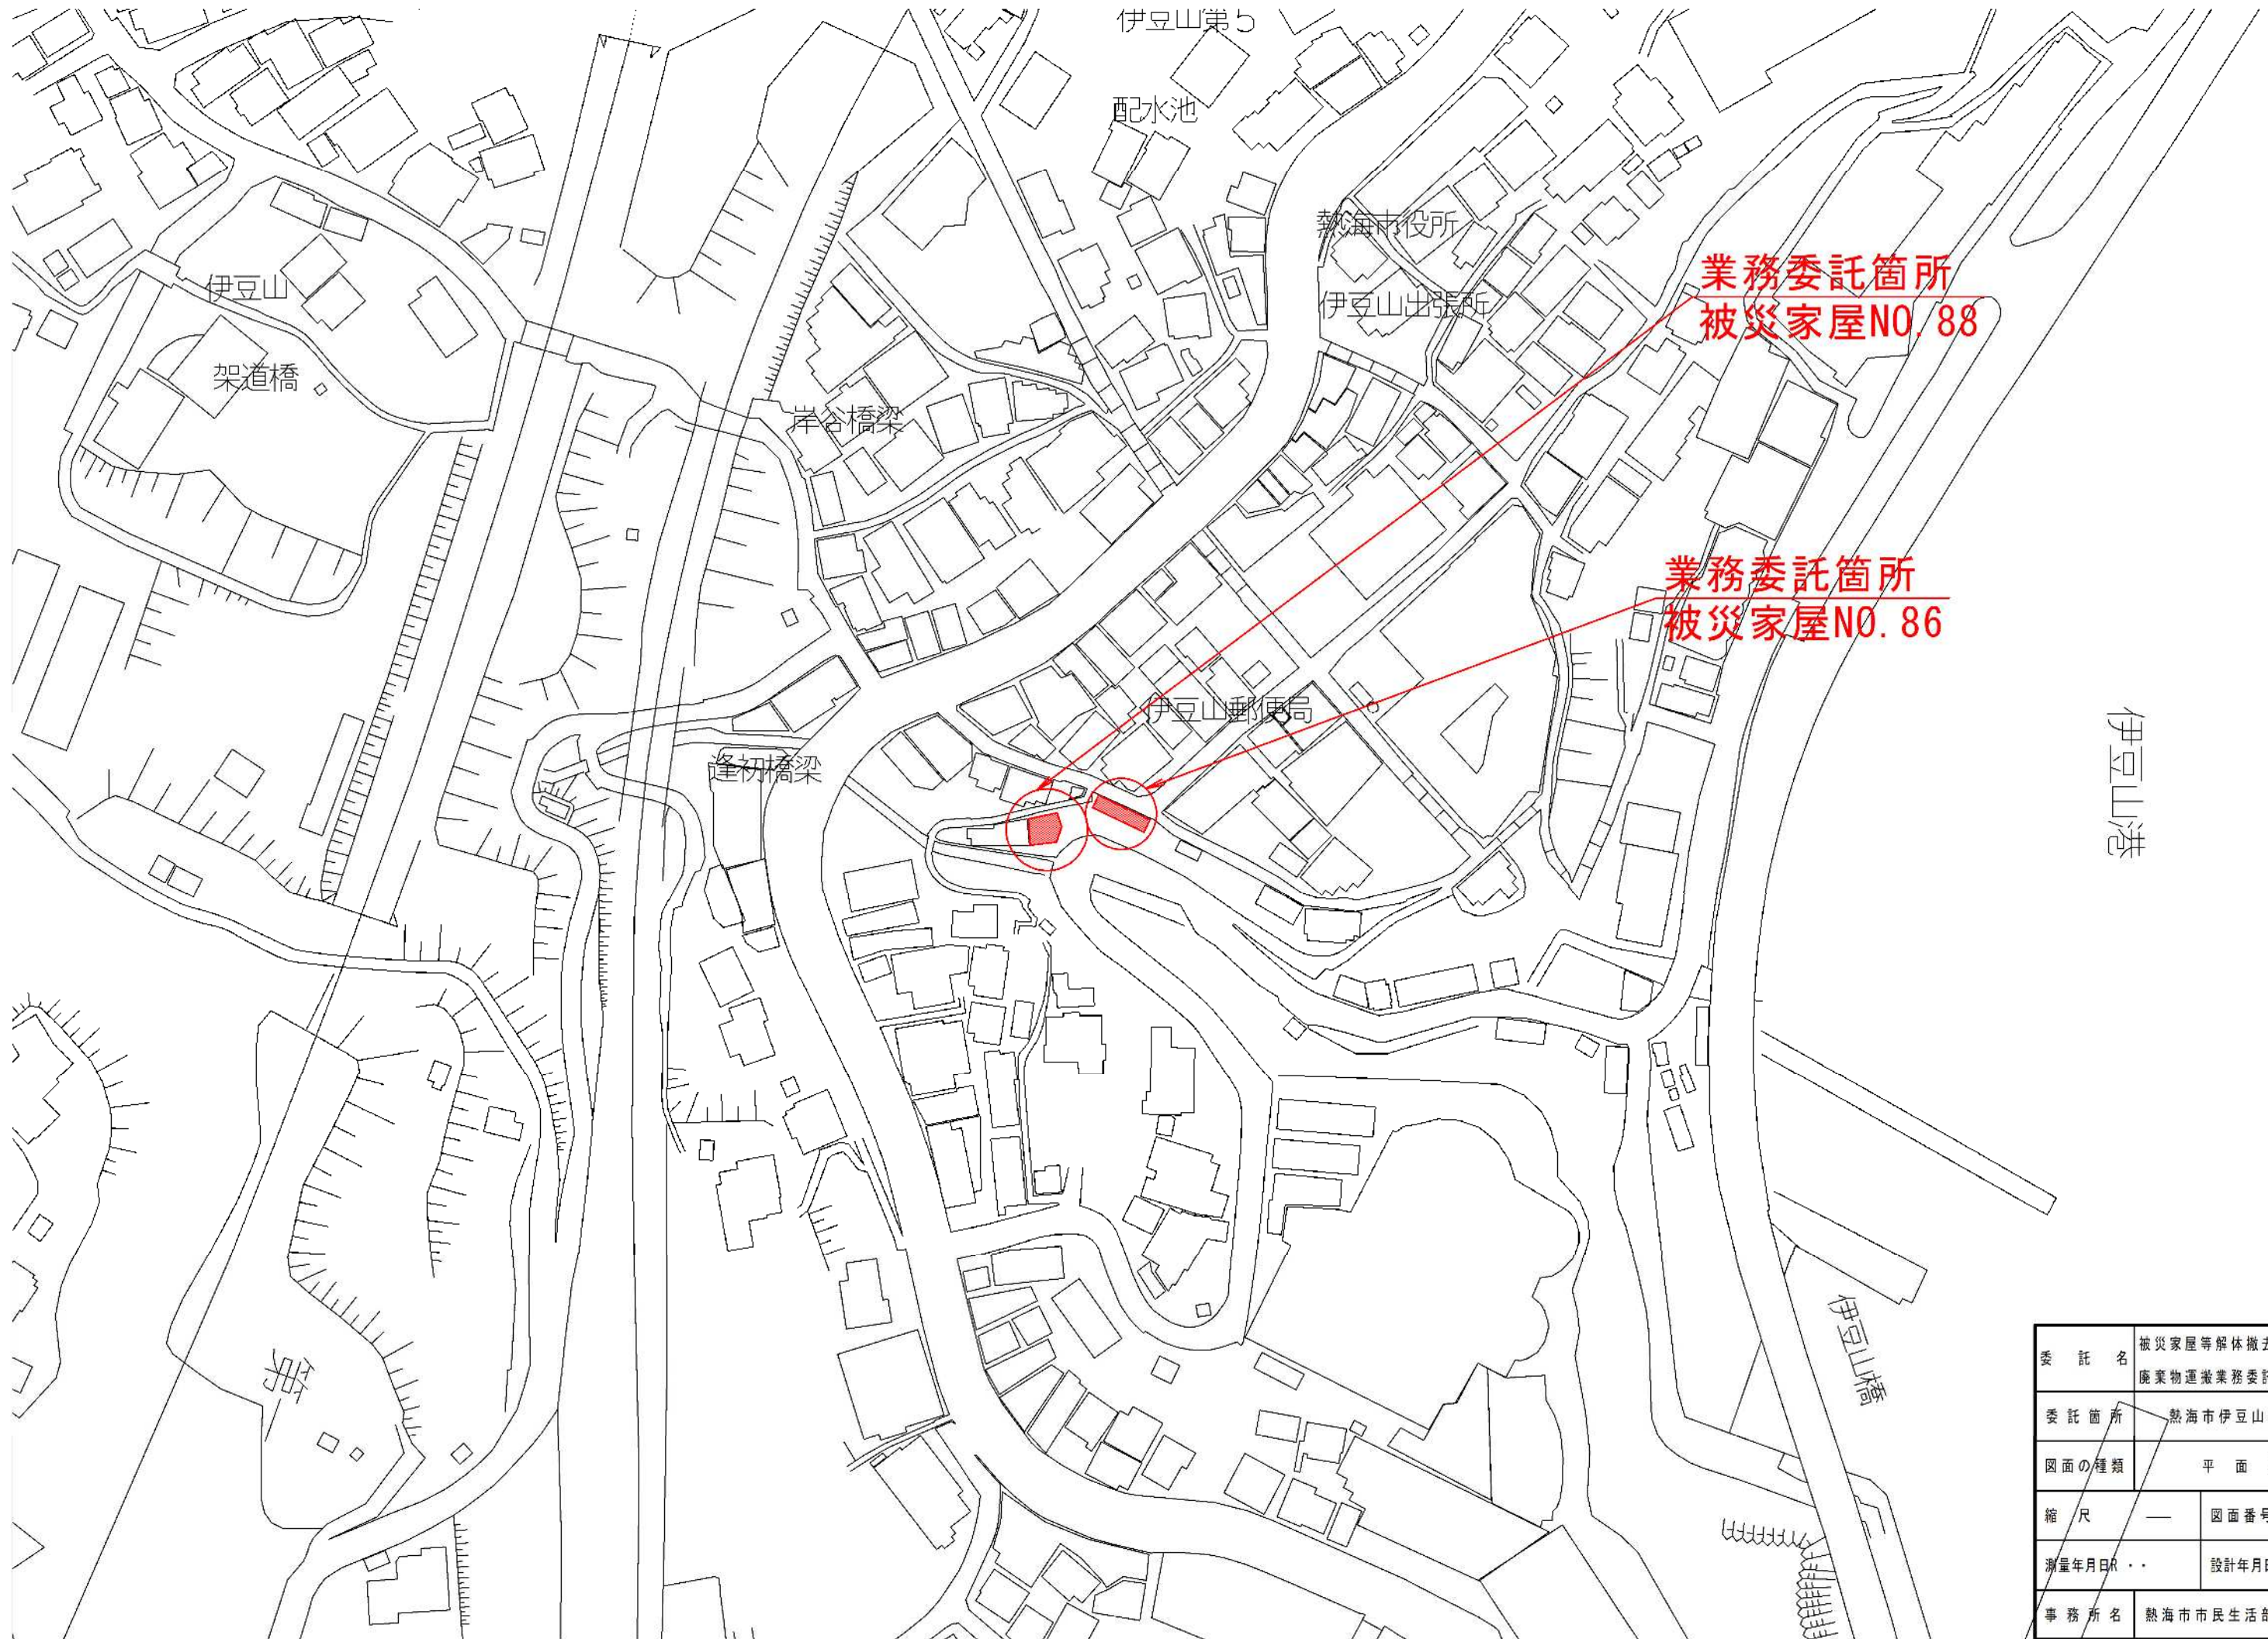 伊豆山第5
配水池
熱海市役所
伊豆山出張所
業務委託箇所
被災家屋NO. 88
伊豆山
架道橋
岸谷橋梁
業務委託箇所
被災家屋NO. 86
伊豆山郵便局
逢初橋梁
伊豆山港
伊豆山橋
第一
委託名 被災家屋等解体撤去
廃棄物運搬業務委託
委託箇所 熱海市伊豆山
図面の種類 平面
縮尺 ― 図面番号
測量年月日R ・・ 設計年月日
事務所名 熱海市市民生活部